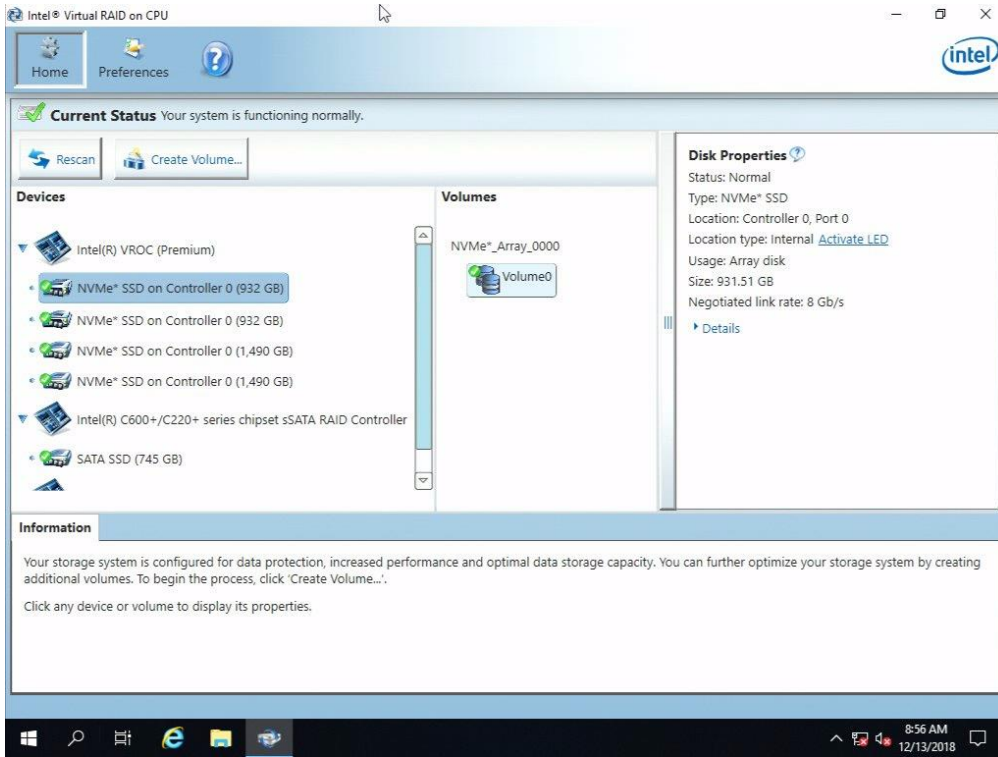 Intel® Virtual RAID on CPU
Home
Preferences
?
intel
Current Status Your system is functioning normally.
Rescan
Create Volume...
Devices
Intel(R) VROC (Premium)
NVMe* SSD on Controller 0 (932 GB)
NVMe* SSD on Controller 0 (932 GB)
NVMe* SSD on Controller 0 (1,490 GB)
NVMe* SSD on Controller 0 (1,490 GB)
Intel(R) C600+/C220+ series chipset sSATA RAID Controller
SATA SSD (745 GB)
Volumes
NVMe*_Array_0000
Volume0
Disk Properties ?
Status: Normal
Type: NVMe* SSD
Location: Controller 0, Port 0
Location type: Internal Activate LED
Usage: Array disk
Size: 931.51 GB
Negotiated link rate: 8 Gb/s
Details
Information
Your storage system is configured for data protection, increased performance and optimal data storage capacity. You can further optimize your storage system by creating
additional volumes. To begin the process, click 'Create Volume...'.
Click any device or volume to display its properties.
8:56 AM
12/13/2018